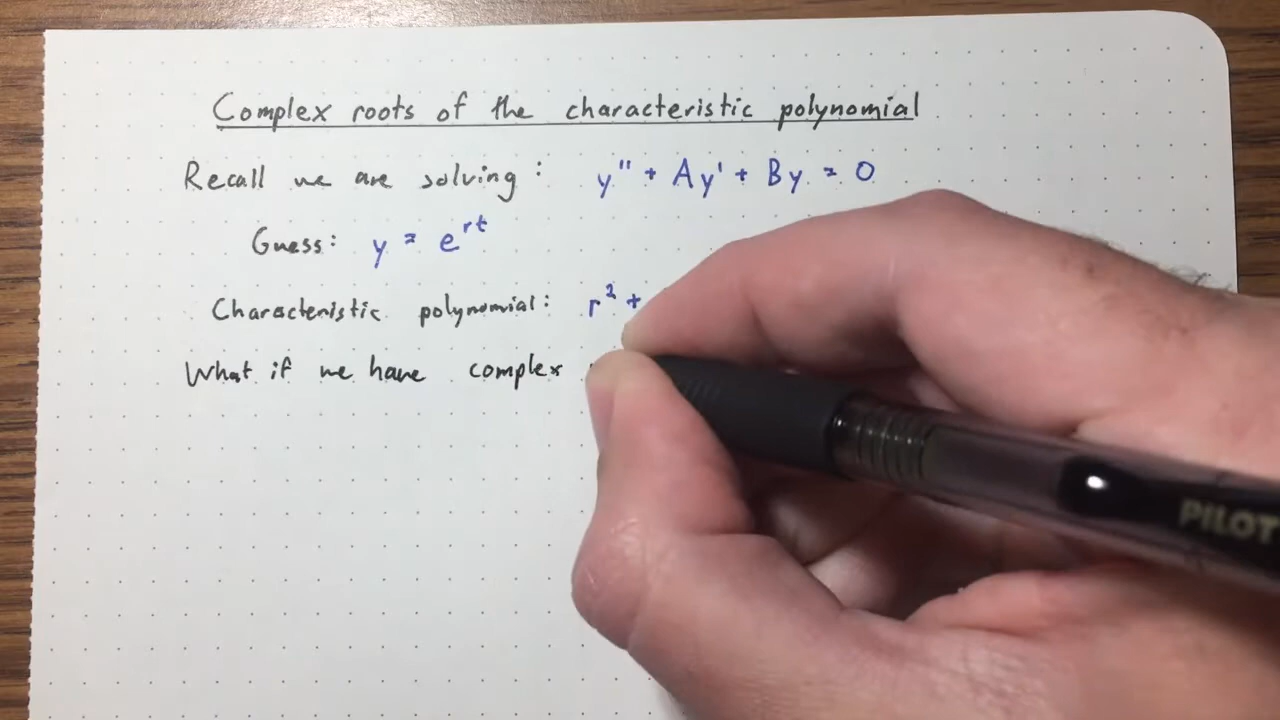 Complex roots of the characteristic polynomial
Recall we are solving: y'' + Ay' + By = 0
Guess: y = e^{rt}
Characteristic polynomial: r² +
What if we have complex
PILOT